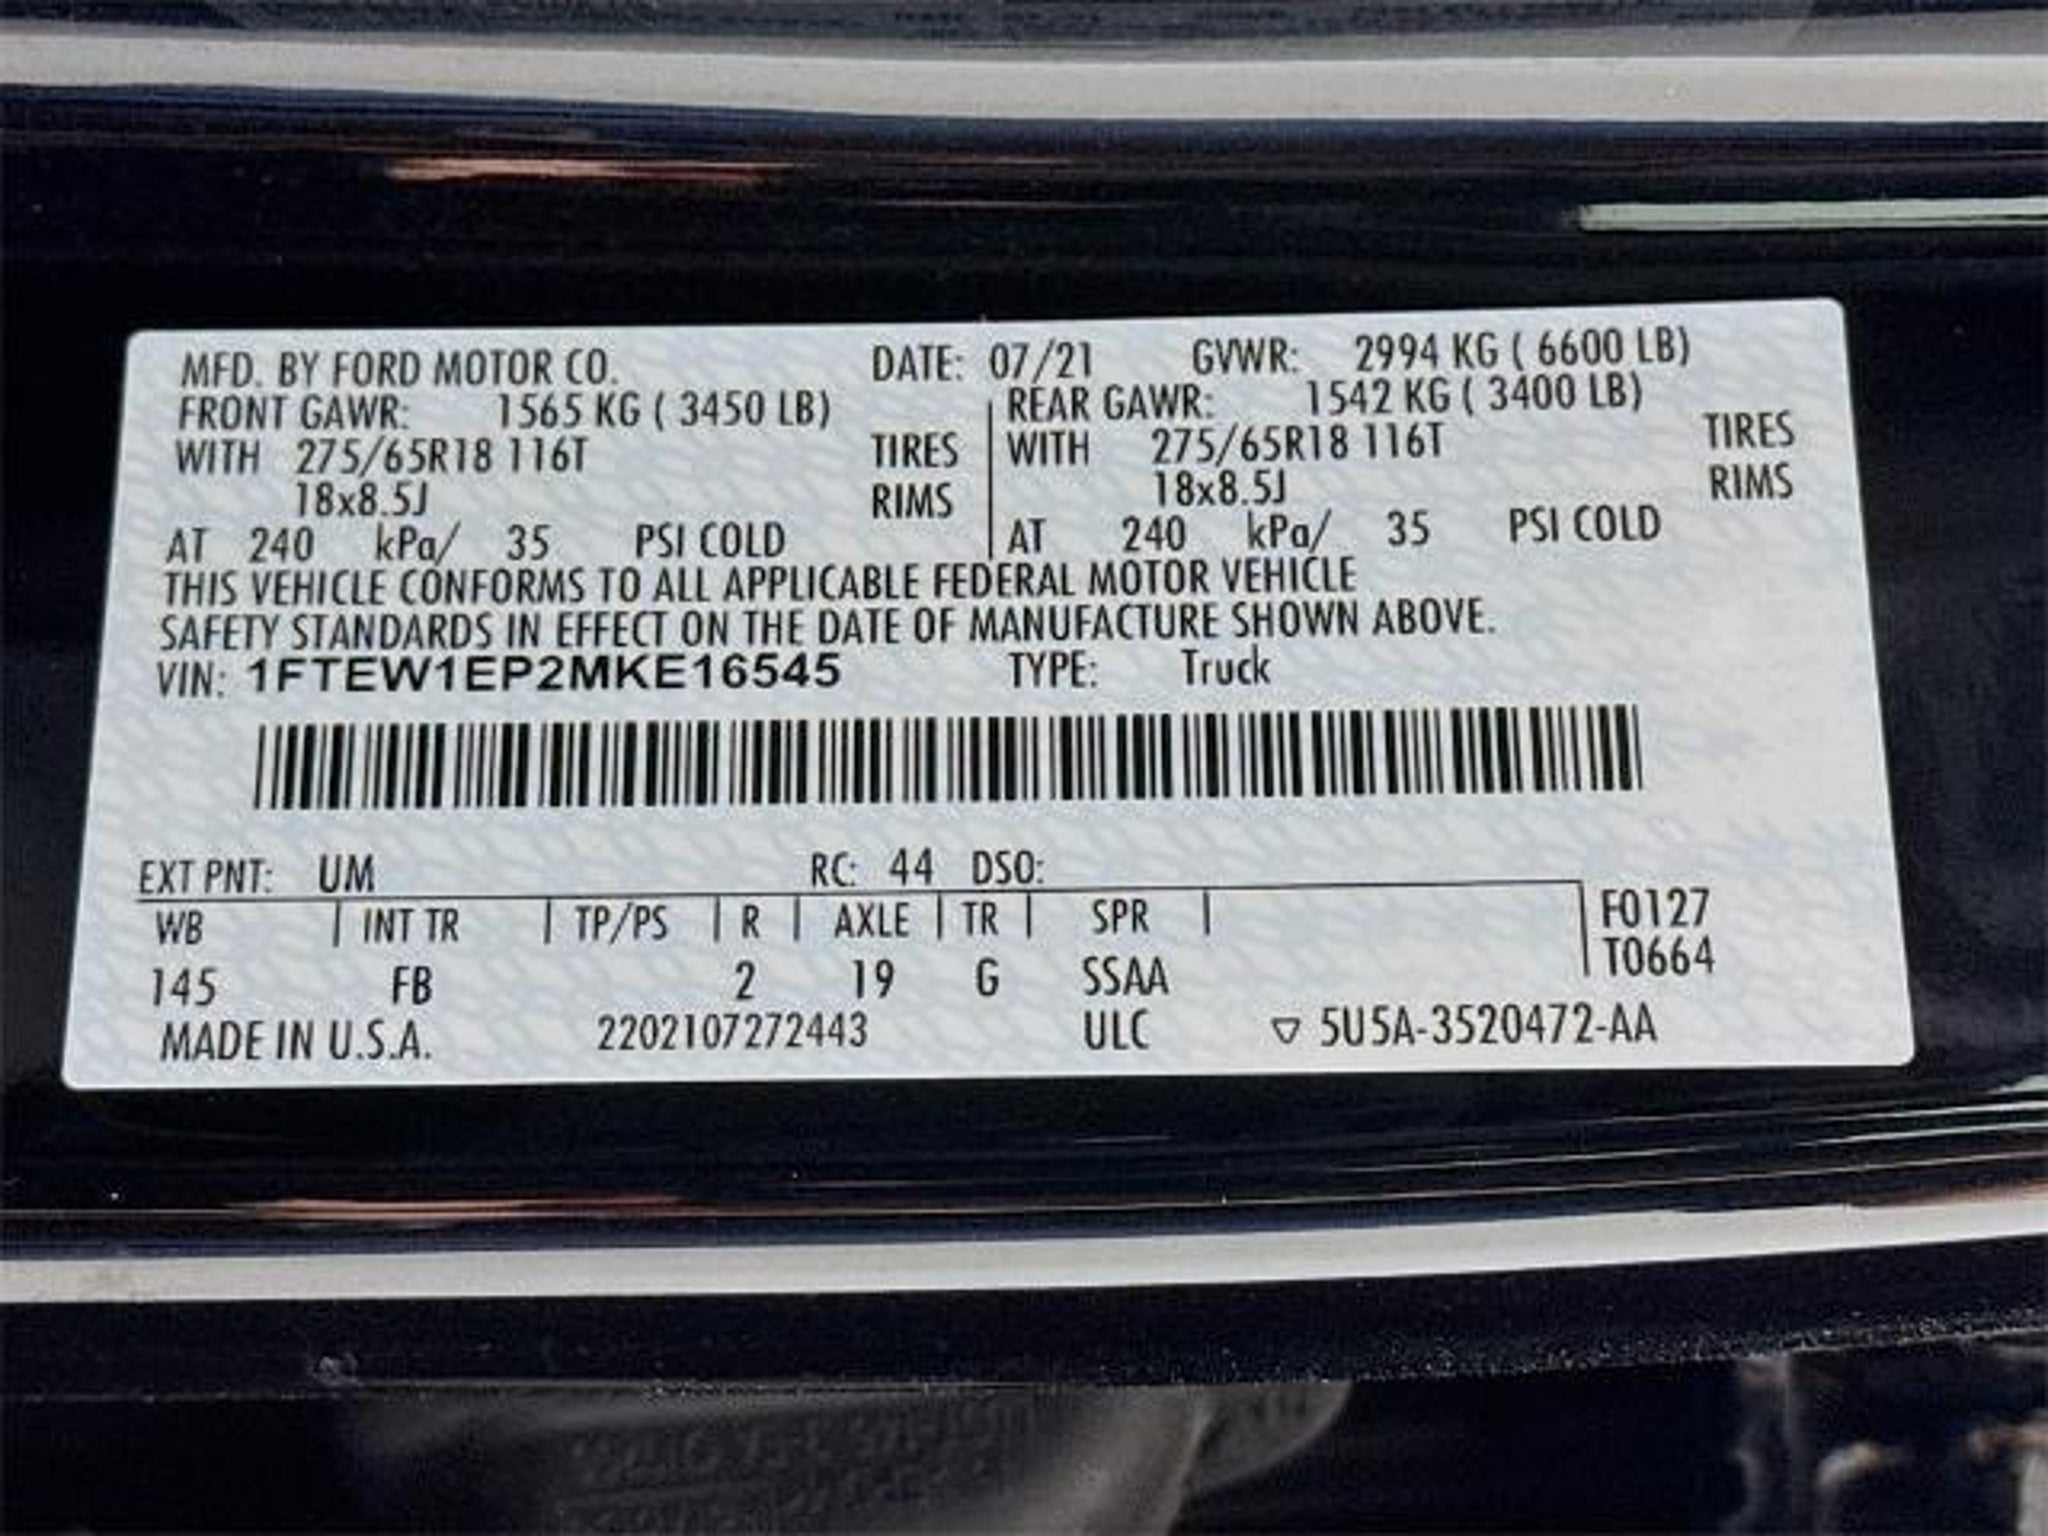 MFD. BY FORD MOTOR CO. DATE: 07/21 GVWR: 2994 KG ( 6600 LB)
FRONT GAWR: 1565 KG ( 3450 LB) REAR GAWR: 1542 KG ( 3400 LB)
WITH 275/65R18 116T TIRES WITH 275/65R18 116T TIRES
18x8.5J RIMS 18x8.5J RIMS
AT 240 kPa/ 35 PSI COLD AT 240 kPa/ 35 PSI COLD
THIS VEHICLE CONFORMS TO ALL APPLICABLE FEDERAL MOTOR VEHICLE
SAFETY STANDARDS IN EFFECT ON THE DATE OF MANUFACTURE SHOWN ABOVE.
VIN: 1FTEW1EP2MKE16545 TYPE: Truck
EXT PNT: UM RC: 44 DSO:
WB INT TR TP/PS R AXLE TR SPR F0127
145 FB 2 19 G SSAA T0664
MADE IN U.S.A. 2202107272443 ULC ▽ 5U5A-3520472-AA